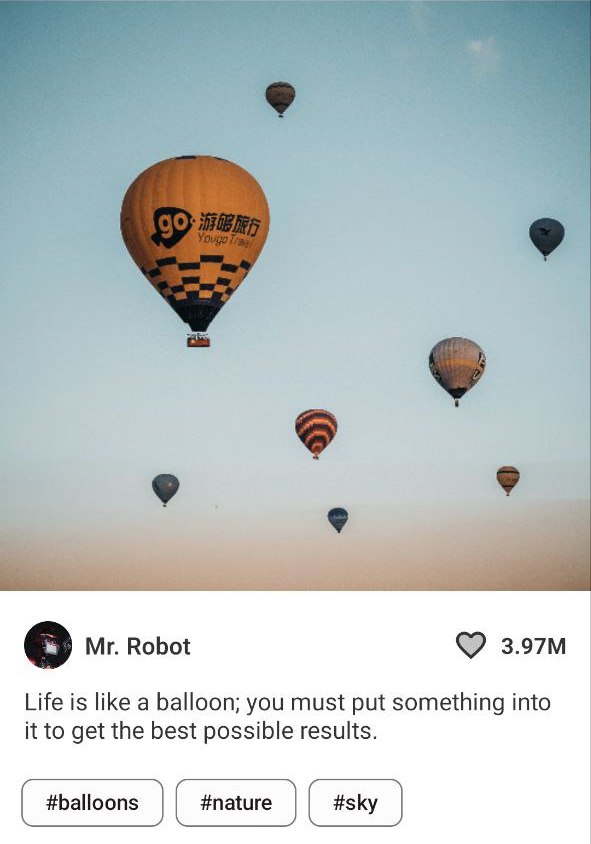 go 游够旅行
Yougo Travel
Mr. Robot
3.97M
Life is like a balloon; you must put something into
it to get the best possible results.
#balloons
#nature
#sky